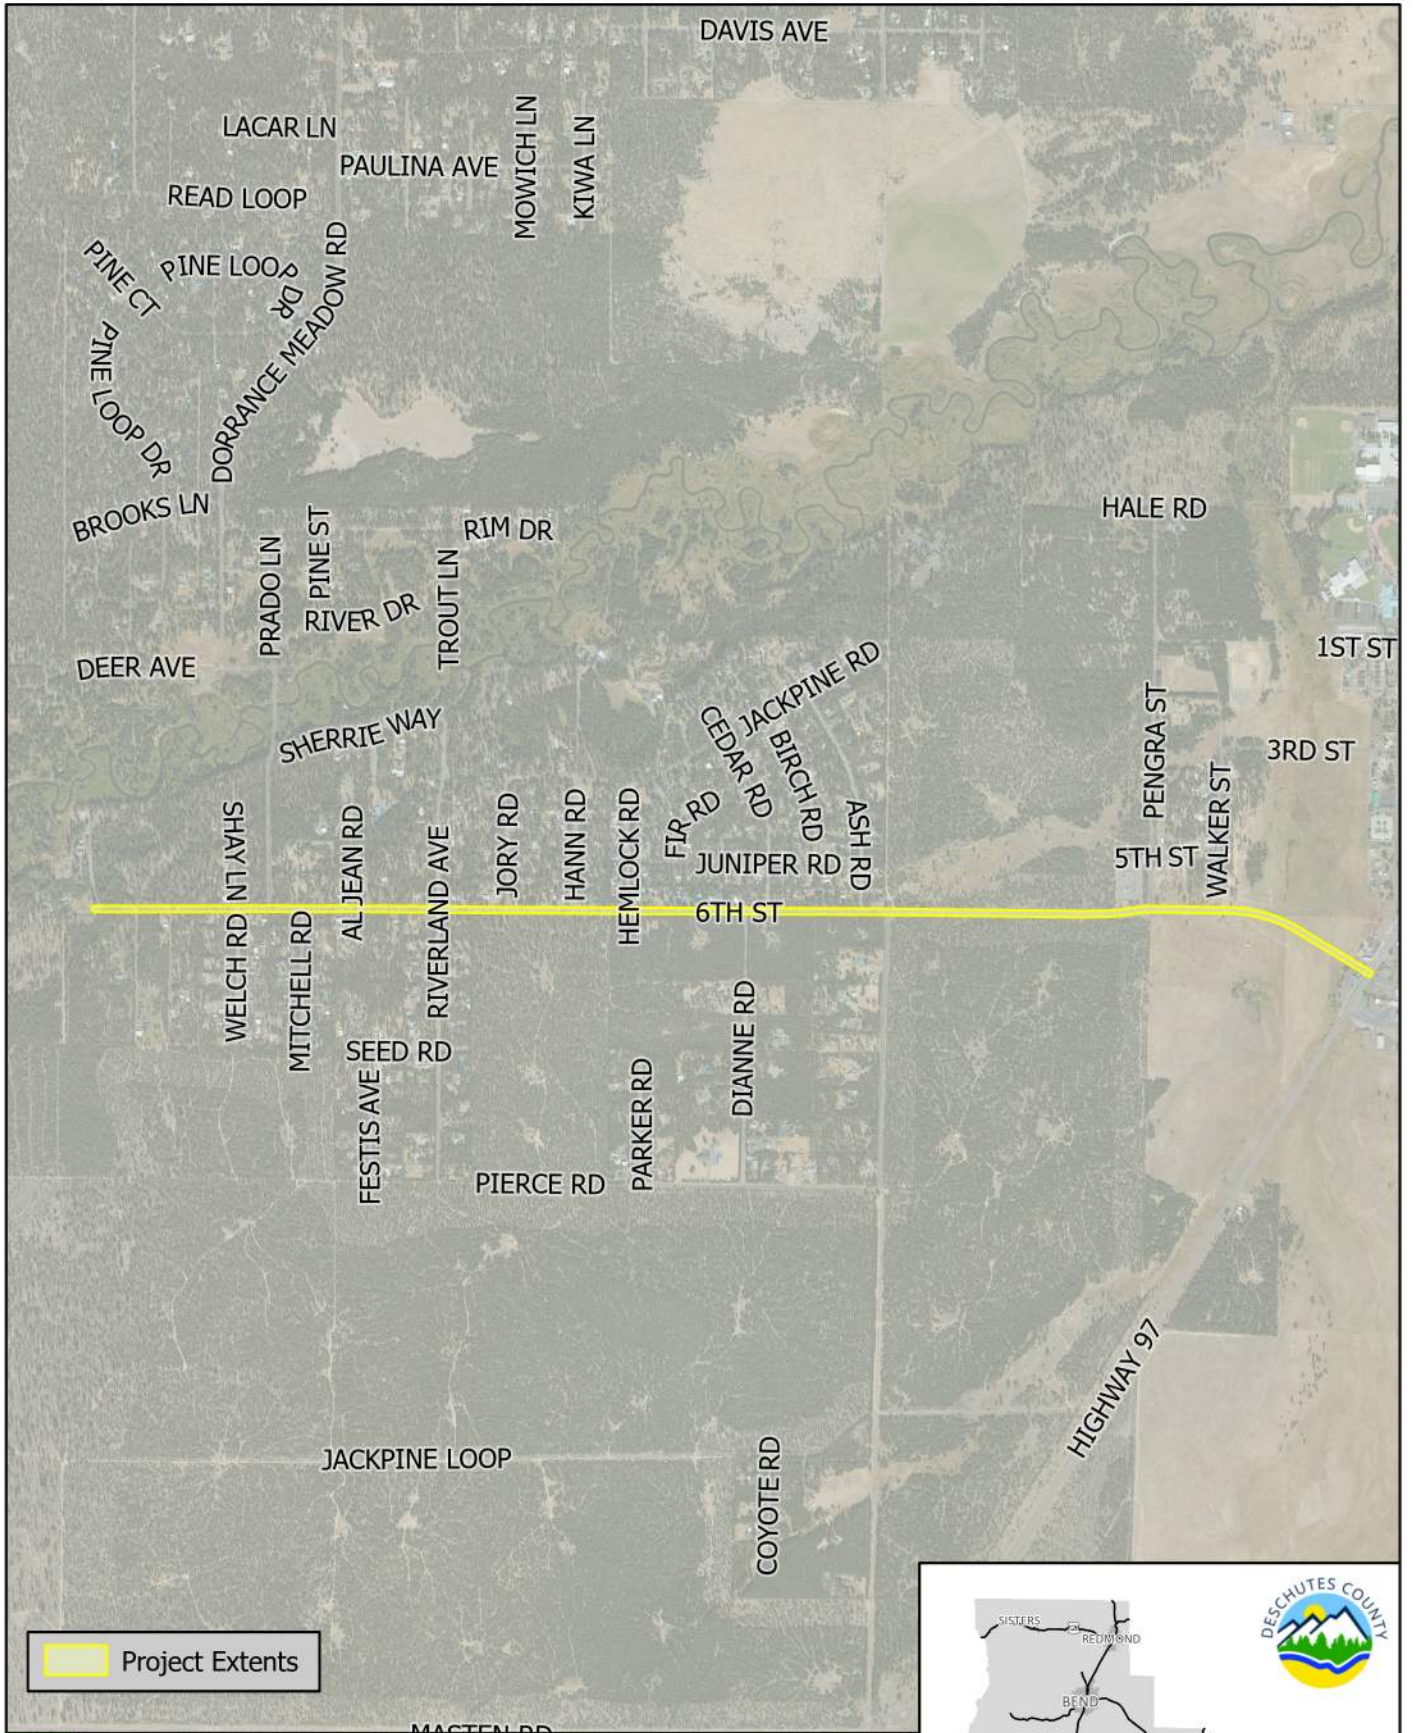 DAVIS AVE
LACAR LN
PAULINA AVE
MOWICH LN
KIWA LN
READ LOOP
PINE CT
PINE LOOP DR
DORRANCE MEADOW RD
PINE LOOP DR
BROOKS LN
PRADO LN
PINE ST
RIM DR
HALE RD
RIVER DR
TROUT LN
DEER AVE
1ST ST
SHERRIE WAY
JACKPINE RD
CEDAR RD
BIRCH RD
PENGRA ST
3RD ST
SHAY LN
AL JEAN RD
RIVERLAND AVE
JORY RD
HANN RD
HEMLOCK RD
FIR RD
JUNIPER RD
ASH RD
5TH ST
WALKER ST
6TH ST
WELCH RD
MITCHELL RD
SEED RD
DIANNE RD
FESTIS AVE
PARKER RD
PIERCE RD
HIGHWAY 97
JACKPINE LOOP
COYOTE RD
MASTEN RD
Project Extents
SISTERS
REDMOND
BEND
DESCHUTES COUNTY